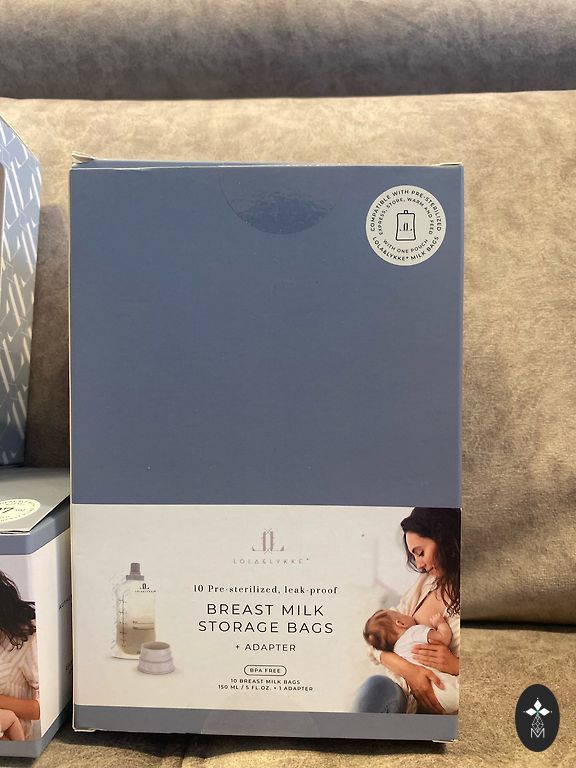 COMPATIBLE WITH PRE-STERILIZED
EXPRESS, STORE, WARM AND FEED
WITH ONE POUCH
LOLA&LYKKE® MILK BAGS
LOLA&LYKKE®
10 Pre-sterilized, leak-proof
BREAST MILK
STORAGE BAGS
+ ADAPTER
BPA FREE
10 BREAST MILK BAGS
150 ML / 5 FL.OZ. • 1 ADAPTER